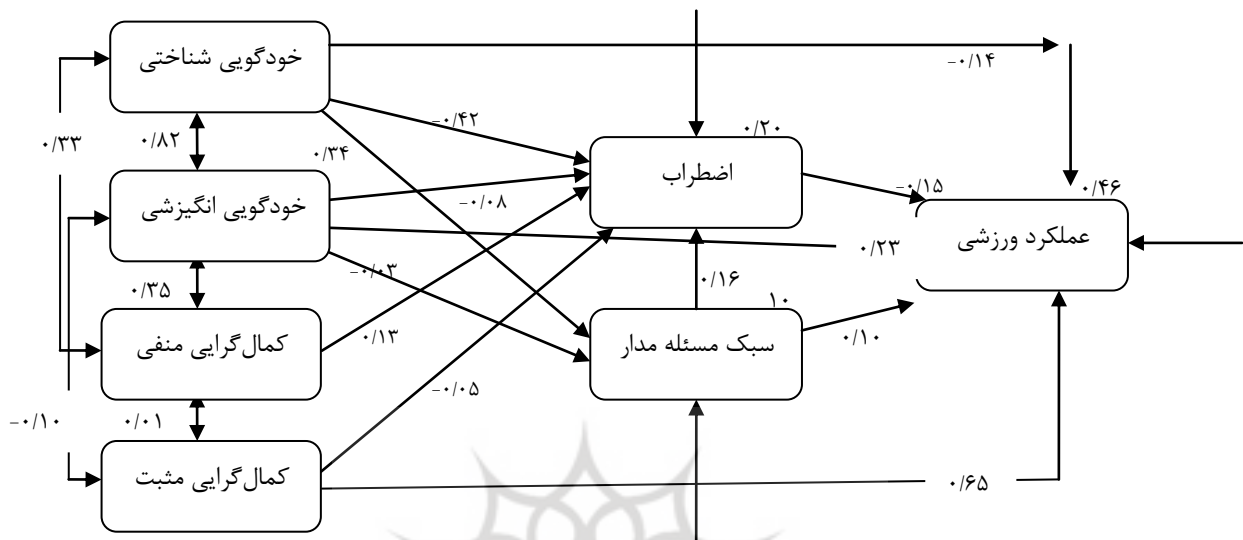 خودگویی شناختی
-۰/۱۴
۰/۳۳
۰/۸۲
۰/۳۴
-۰/۴۲
۰/۲۰
اضطراب
-۰/۱۵
۰/۴۶
خودگویی انگیزشی
-۰/۰۸
عملکرد ورزشی
۰/۲۳
-۰/۰۳
۰/۱۶
۰/۳۵
۱۰
کمال‌گرایی منفی
۰/۱۳
سبک مسئله مدار
۰/۱۰
-۰/۰۵
-۰/۱۰
۰/۰۱
کمال‌گرایی مثبت
۰/۶۵